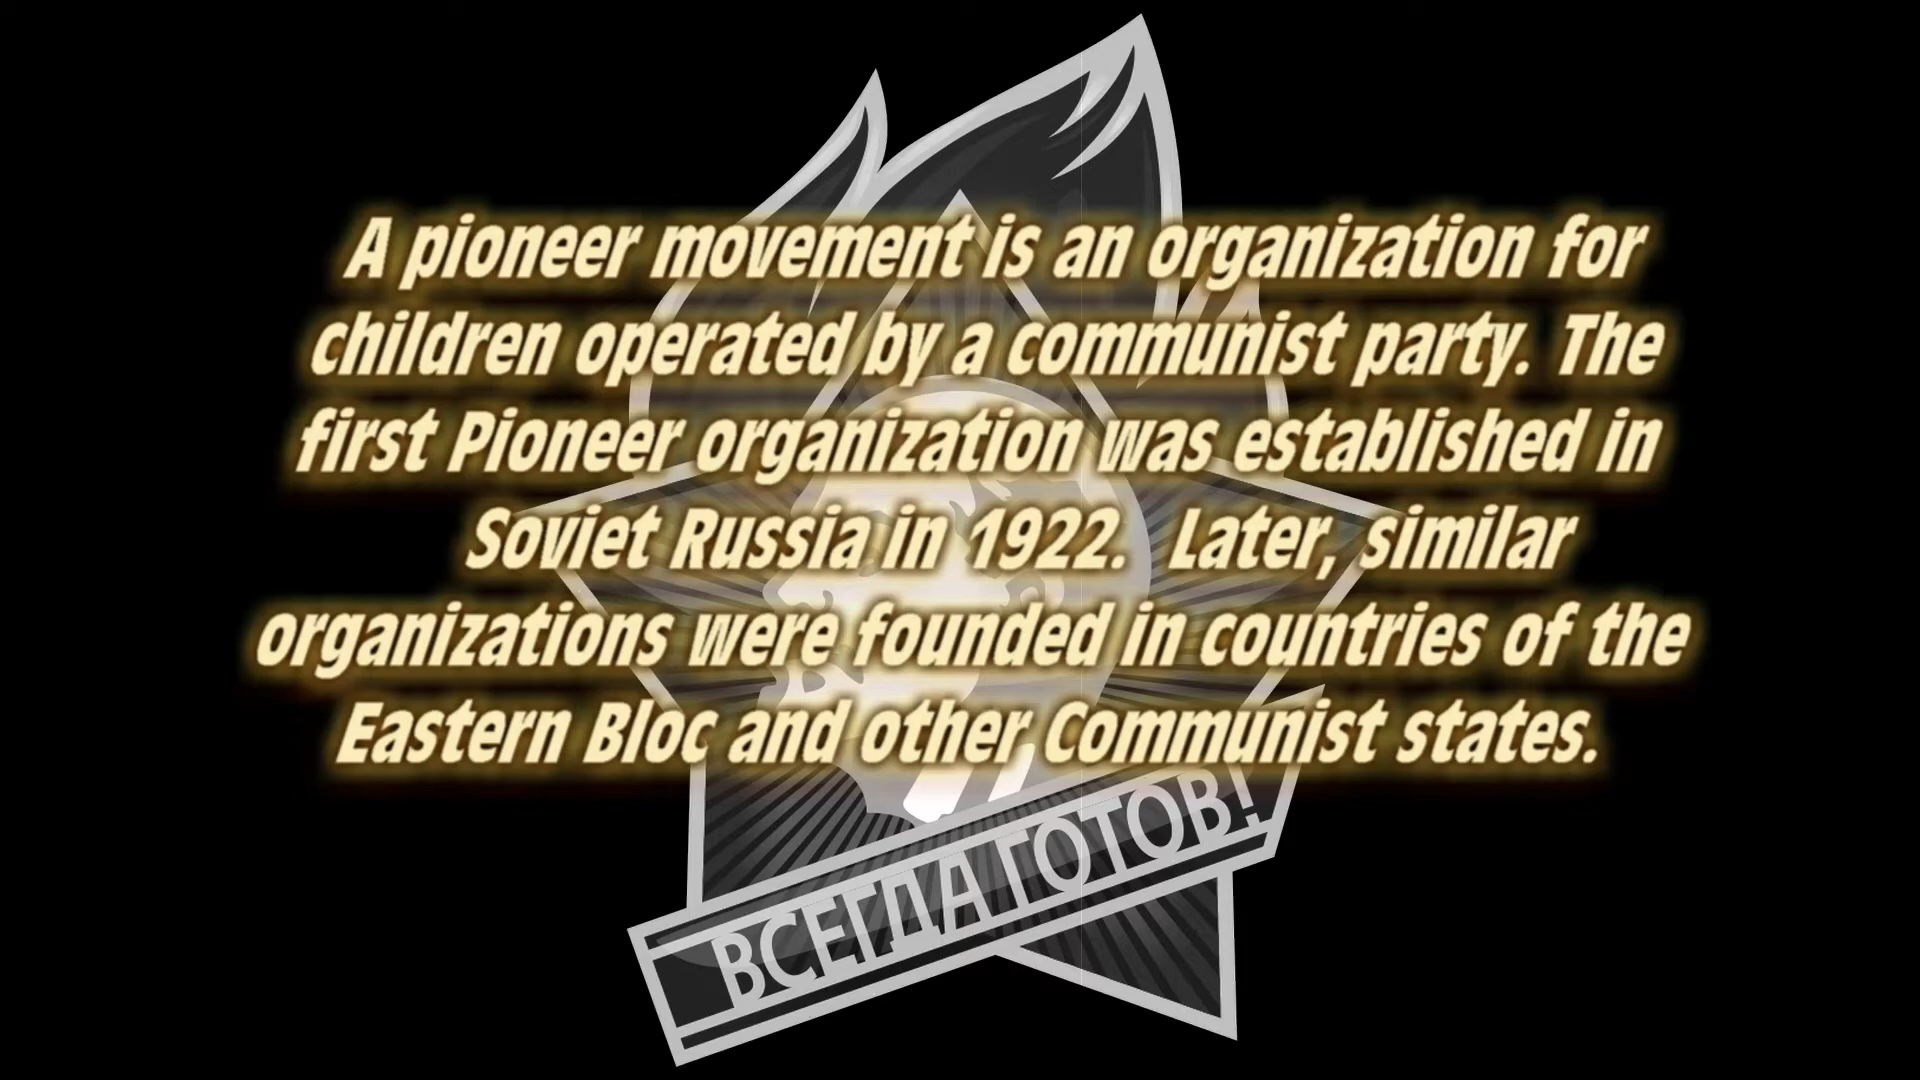 A pioneer movement is an organization for
children operated by a communist party. The
first Pioneer organization was established in
Soviet Russia in 1922. Later, similar
organizations were founded in countries of the
Eastern Bloc and other Communist states.
ВСЕГДА ГОТОВ!